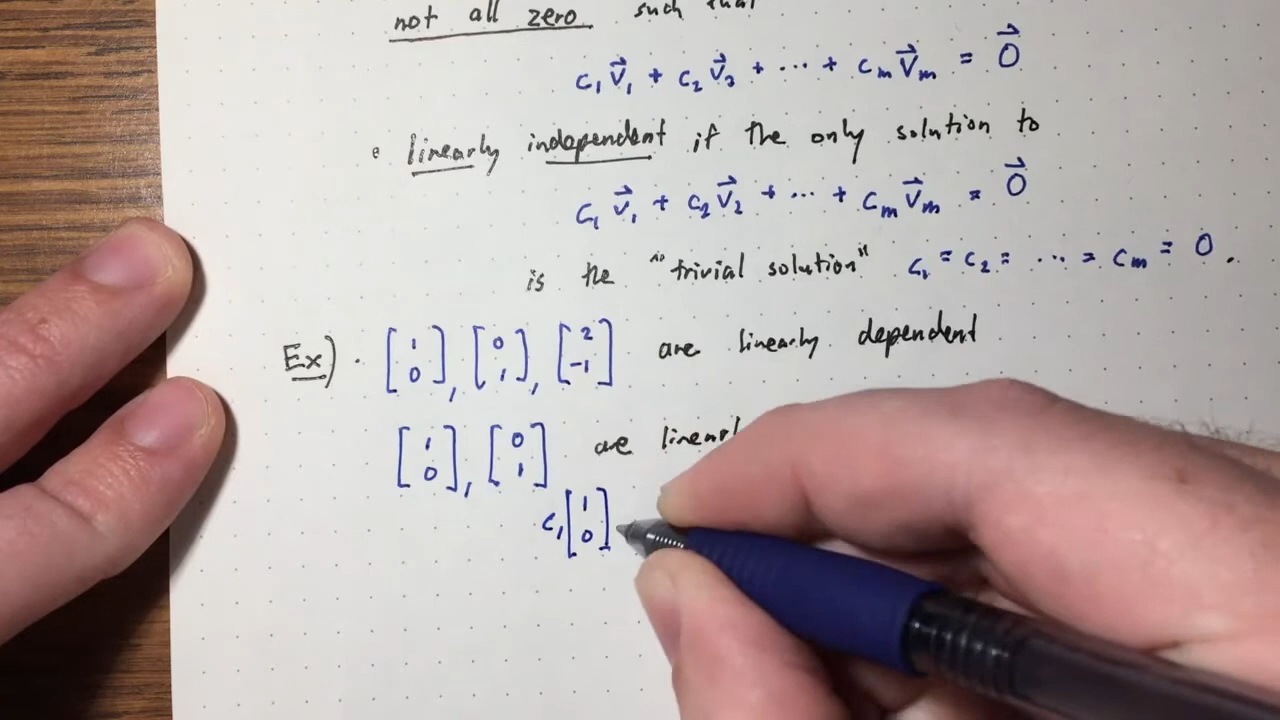 not all zero such that
c₁v⃗₁ + c₂v⃗₂ + ... + cₘv⃗ₘ = 0⃗
• linearly independent if the only solution to
c₁v⃗₁ + c₂v⃗₂ + ... + cₘv⃗ₘ = 0⃗
is the "trivial solution" c₁ = c₂ = ... = cₘ = 0.
Ex) • [1 0], [0 1], [2 -1] are linearly dependent
[1 0], [0 1] are linearl
c₁[1 0]